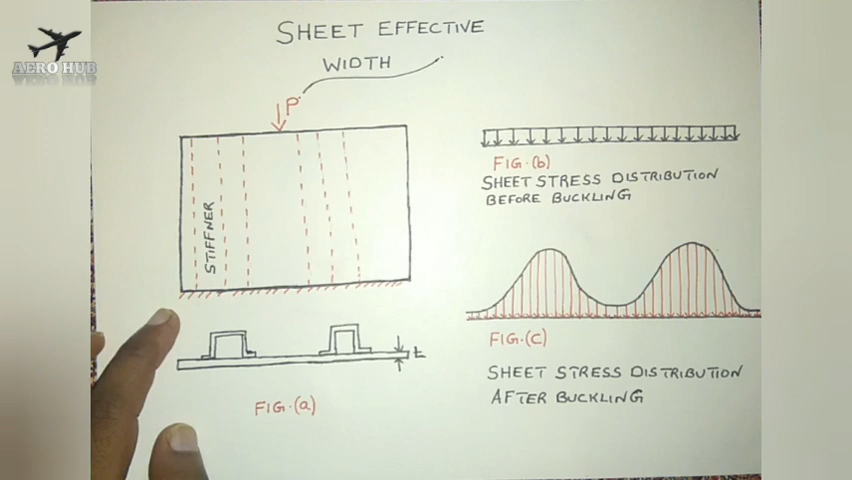 AERO HUB
SHEET EFFECTIVE
WIDTH
P
STIFFNER
t
FIG.(a)
FIG.(b)
SHEET STRESS DISTRIBUTION
BEFORE BUCKLING
FIG.(c)
SHEET STRESS DISTRIBUTION
AFTER BUCKLING